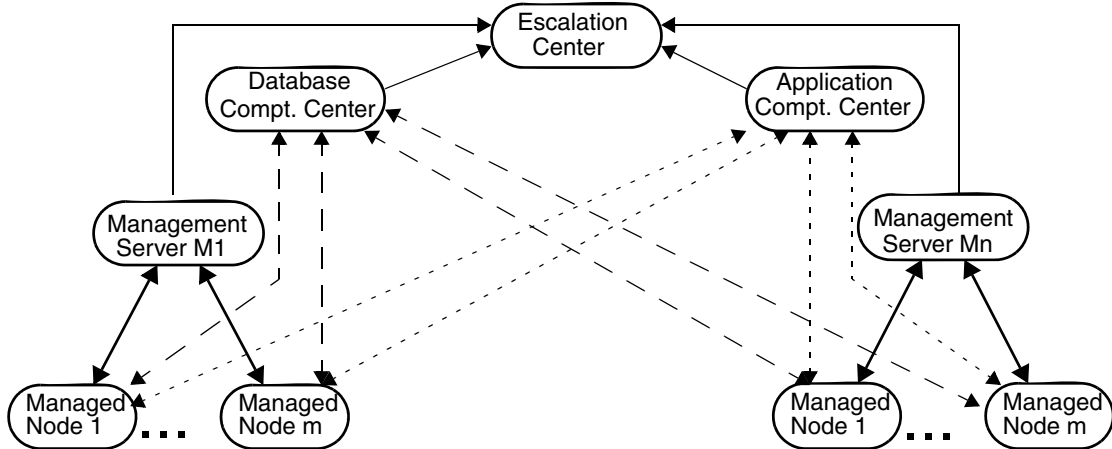 Escalation
Center
Database
Compt. Center
Application
Compt. Center
Management
Server M1
Management
Server Mn
Managed
Node 1
...
Managed
Node m
Managed
Node 1
...
Managed
Node m